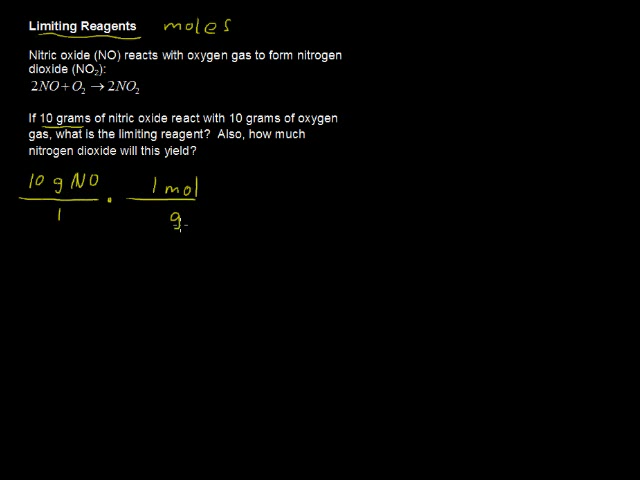 Limiting Reagents moles
Nitric oxide (NO) reacts with oxygen gas to form nitrogen
dioxide (NO₂):
2NO + O₂ → 2NO₂
If 10 grams of nitric oxide react with 10 grams of oxygen
gas, what is the limiting reagent? Also, how much
nitrogen dioxide will this yield?
10 g NO 1 mol
1 · g